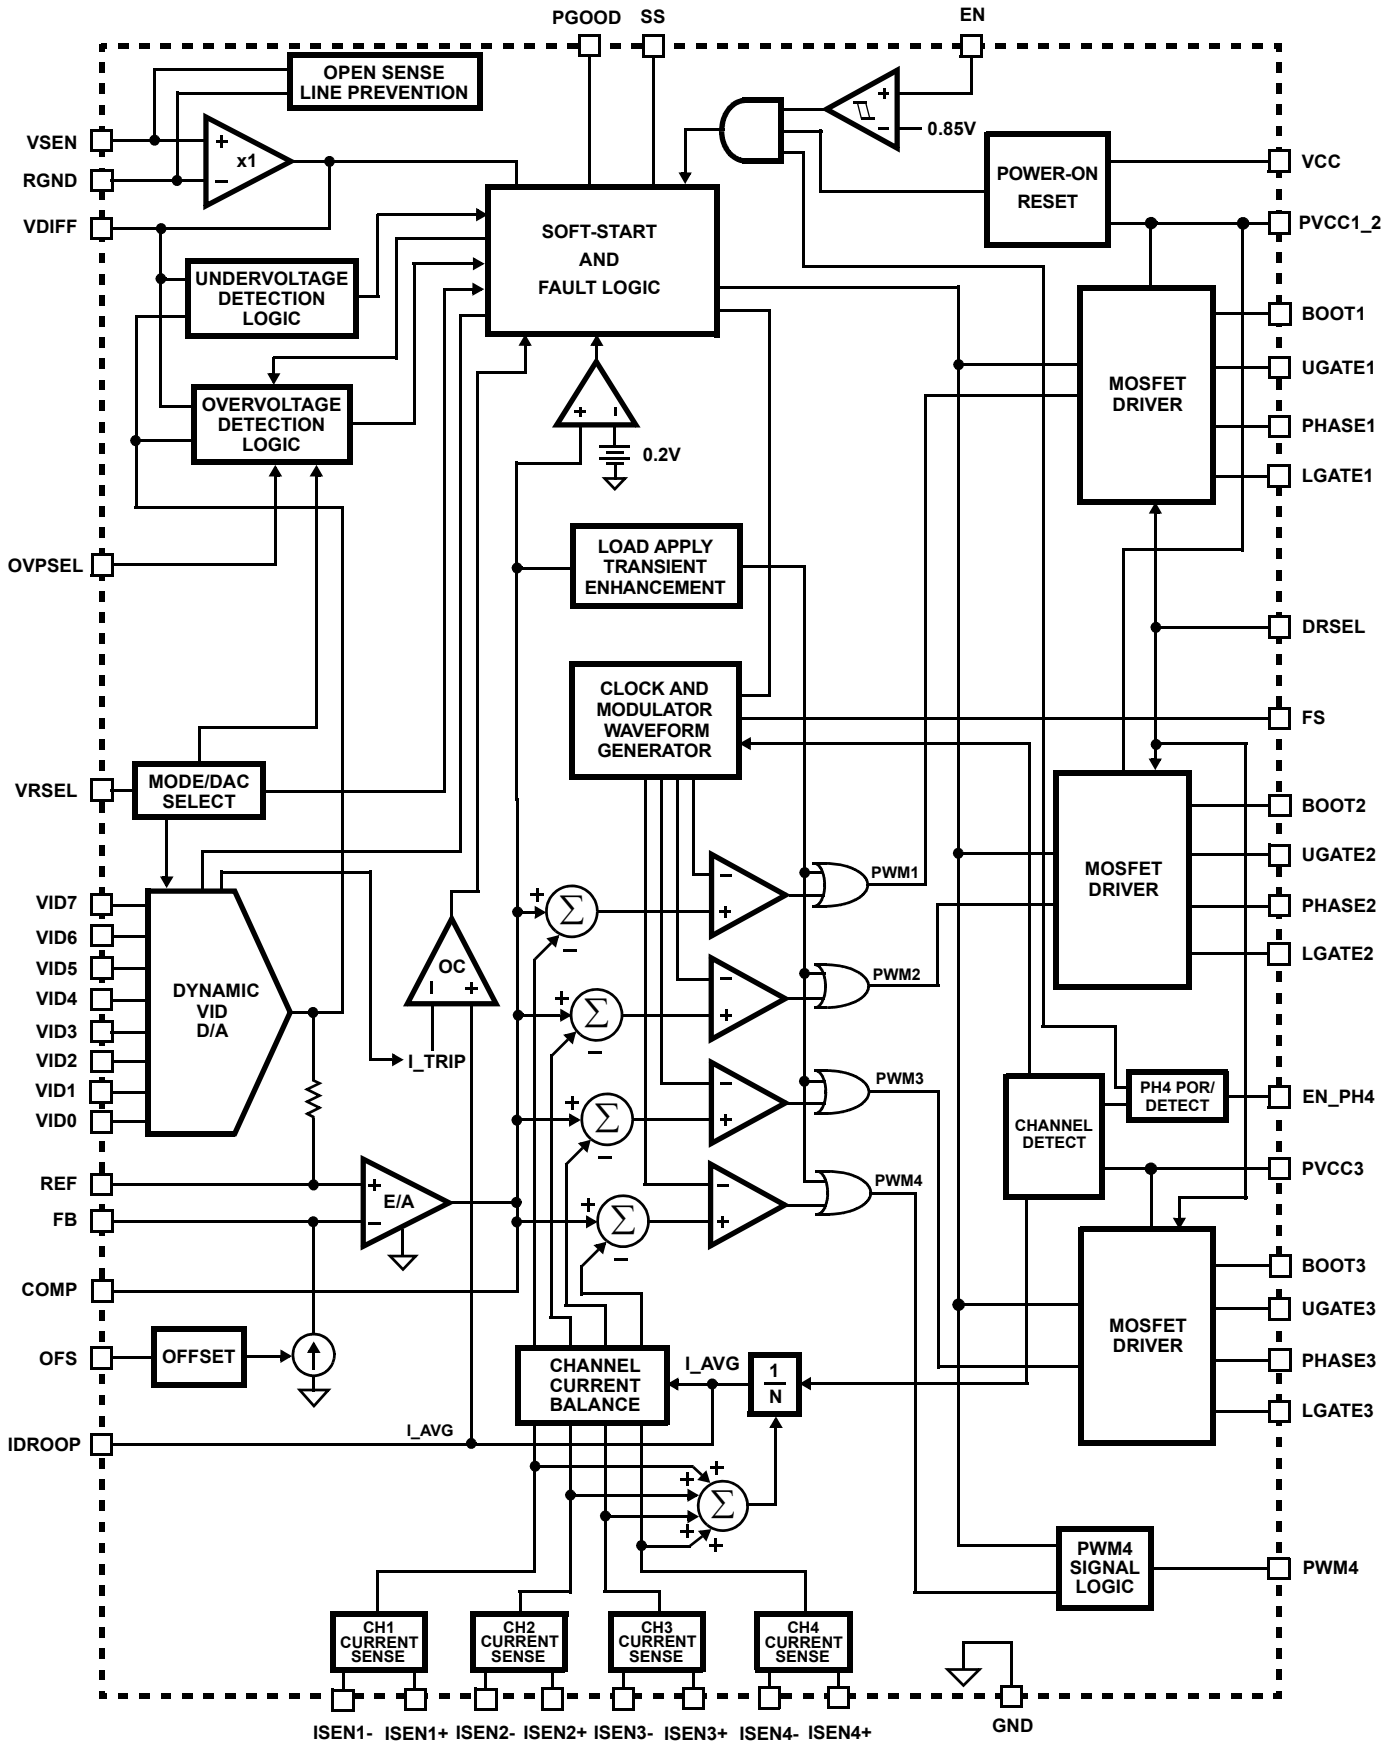 PGOOD
SS
EN
OPEN SENSE
LINE PREVENTION
VSEN
RGND
VDIFF
+
−
x1
+
−
0.85V
POWER-ON
RESET
VCC
PVCC1_2
SOFT-START
AND
FAULT LOGIC
UNDERVOLTAGE
DETECTION
LOGIC
OVERVOLTAGE
DETECTION
LOGIC
+
−
0.2V
MOSFET
DRIVER
BOOT1
UGATE1
PHASE1
LGATE1
OVPSEL
LOAD APPLY
TRANSIENT
ENHANCEMENT
DRSEL
CLOCK AND
MODULATOR
WAVEFORM
GENERATOR
FS
VRSEL
MODE/DAC
SELECT
MOSFET
DRIVER
BOOT2
UGATE2
PHASE2
LGATE2
VID7
VID6
VID5
VID4
VID3
VID2
VID1
VID0
DYNAMIC
VID
D/A
OC
−
+
I_TRIP
+
Σ
−
−
+
PWM1
+
Σ
−
−
+
PWM2
+
Σ
−
−
+
PWM3
+
Σ
−
−
+
PWM4
CHANNEL
DETECT
PH4 POR/
DETECT
EN_PH4
PVCC3
REF
FB
+
−
E/A
COMP
OFS
OFFSET
MOSFET
DRIVER
BOOT3
UGATE3
PHASE3
LGATE3
CHANNEL
CURRENT
BALANCE
I_AVG
1
N
IDROOP
I_AVG
+
+
Σ
+
+
PWM4
SIGNAL
LOGIC
PWM4
CH1
CURRENT
SENSE
CH2
CURRENT
SENSE
CH3
CURRENT
SENSE
CH4
CURRENT
SENSE
ISEN1-
ISEN1+
ISEN2-
ISEN2+
ISEN3-
ISEN3+
ISEN4-
ISEN4+
GND